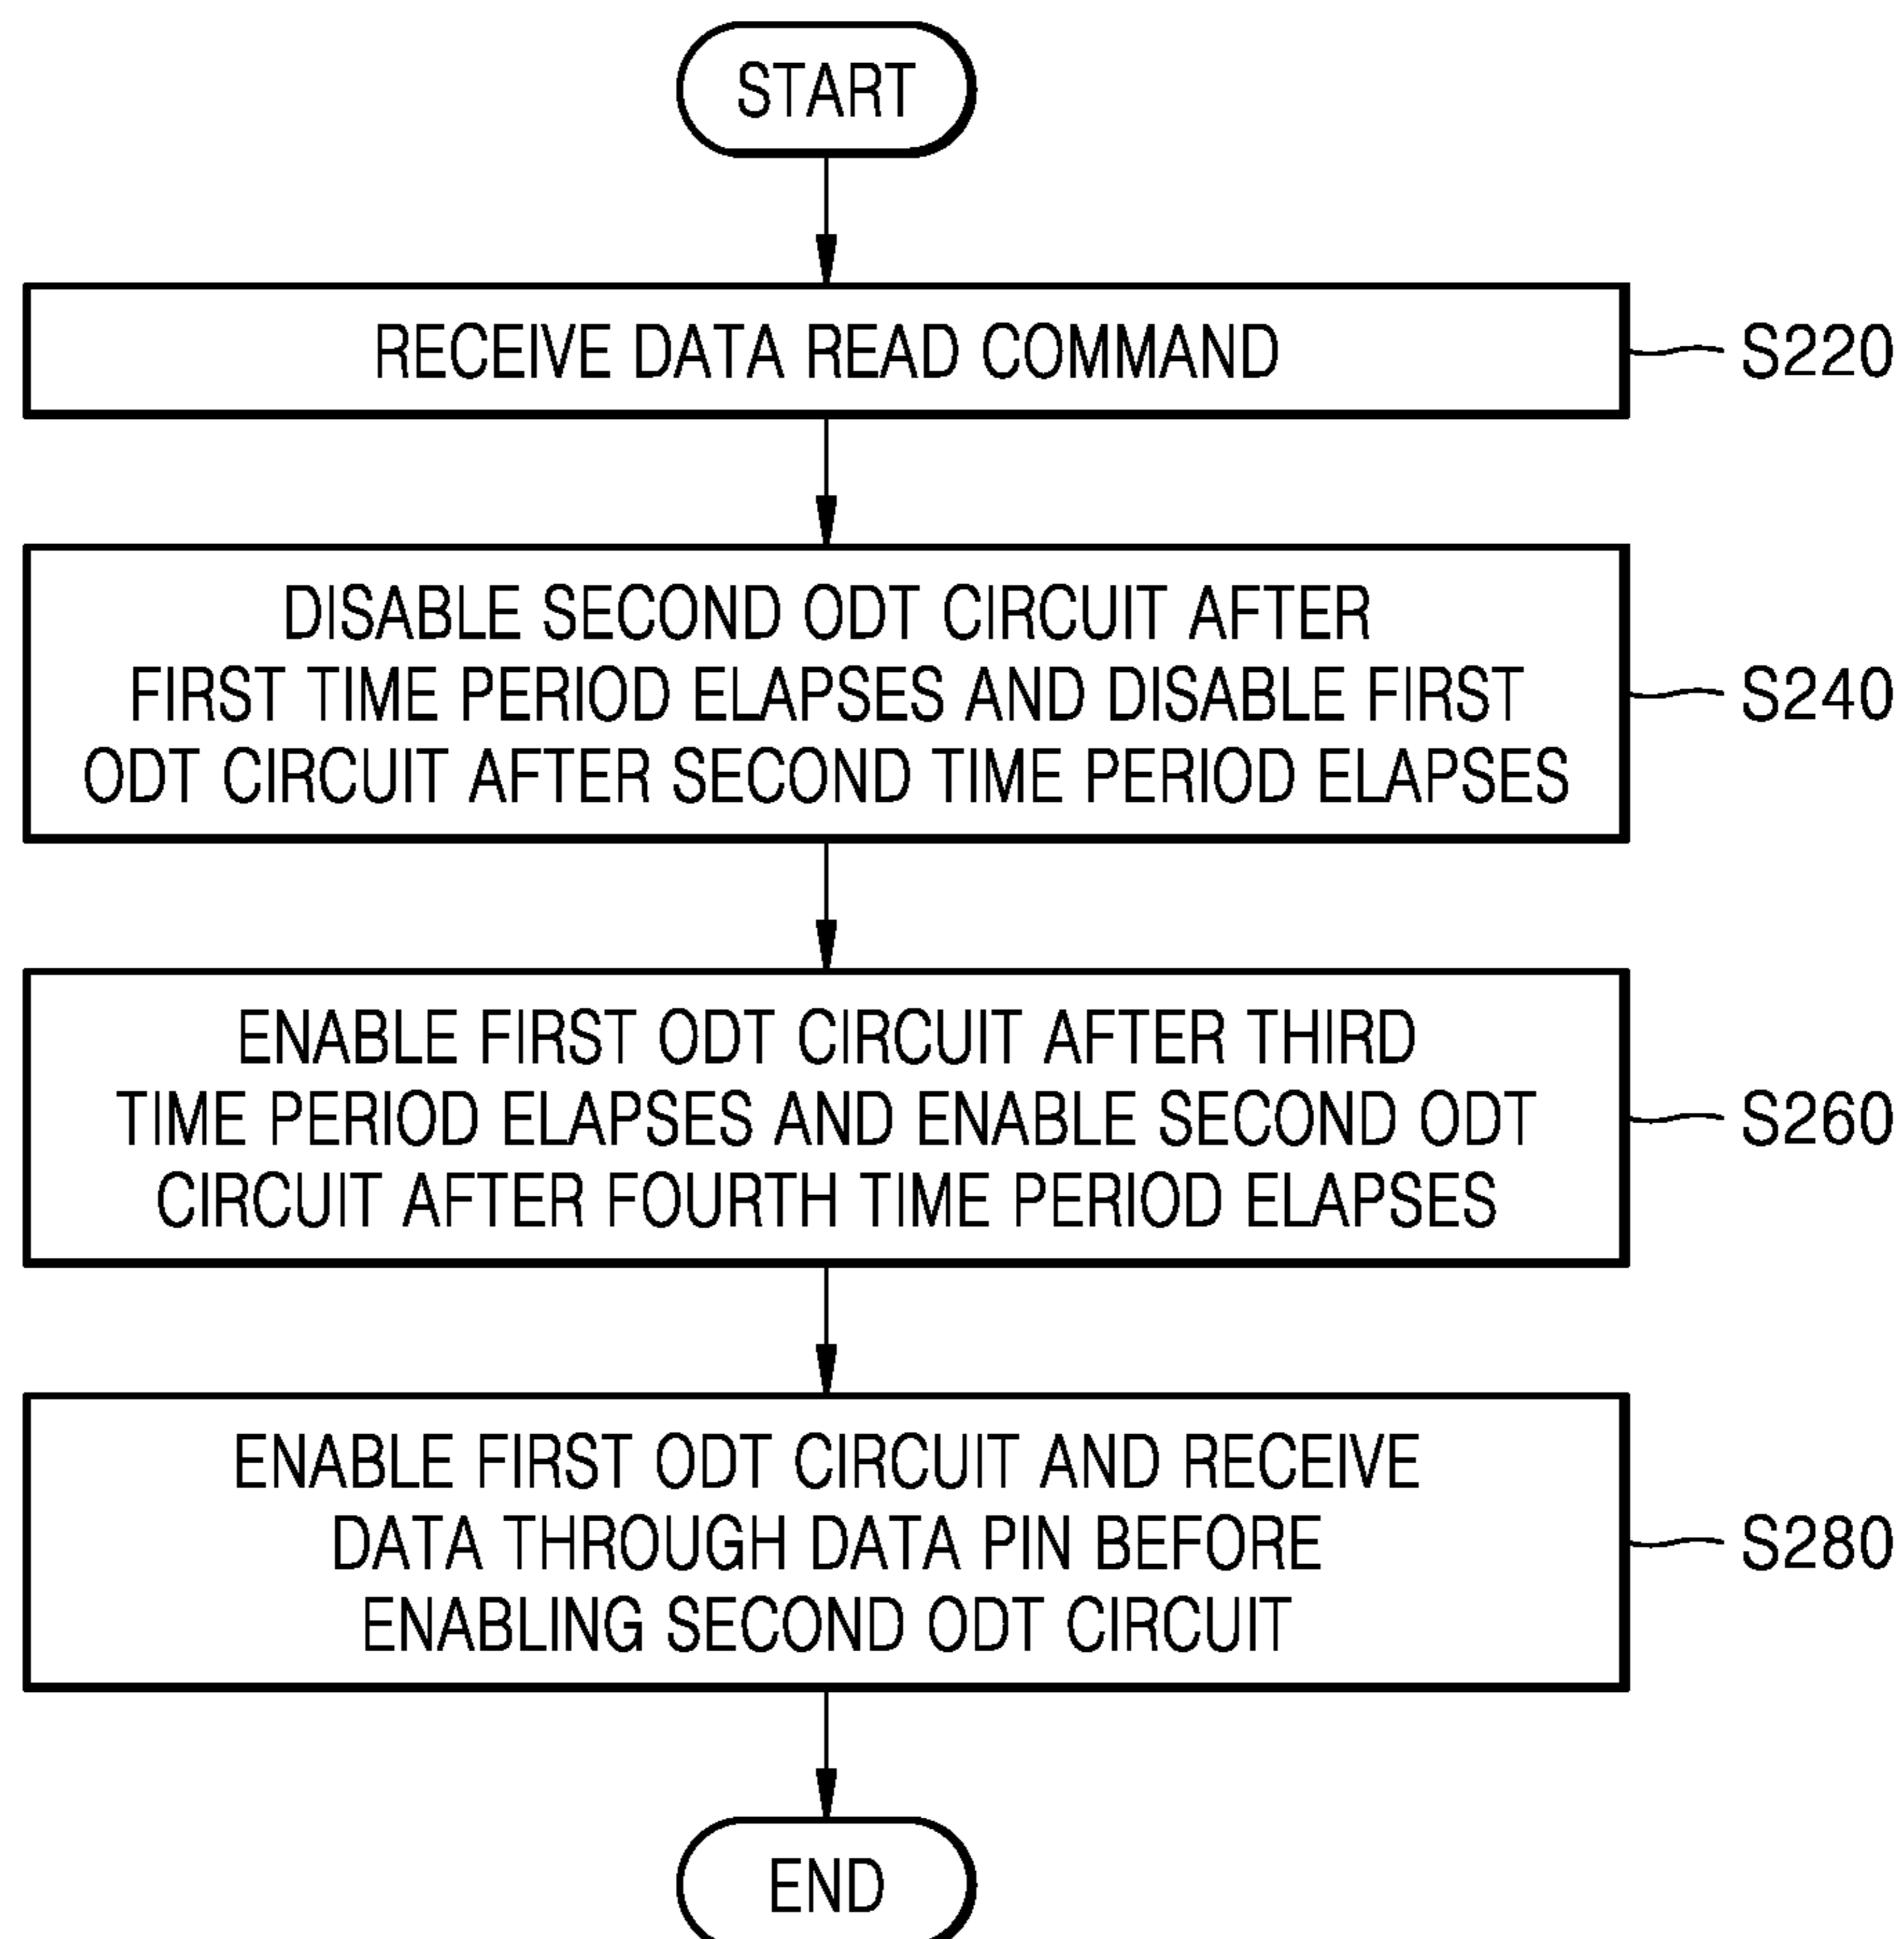 START
RECEIVE DATA READ COMMAND
S220
DISABLE SECOND ODT CIRCUIT AFTER
FIRST TIME PERIOD ELAPSES AND DISABLE FIRST
ODT CIRCUIT AFTER SECOND TIME PERIOD ELAPSES
S240
ENABLE FIRST ODT CIRCUIT AFTER THIRD
TIME PERIOD ELAPSES AND ENABLE SECOND ODT
CIRCUIT AFTER FOURTH TIME PERIOD ELAPSES
S260
ENABLE FIRST ODT CIRCUIT AND RECEIVE
DATA THROUGH DATA PIN BEFORE
ENABLING SECOND ODT CIRCUIT
S280
END